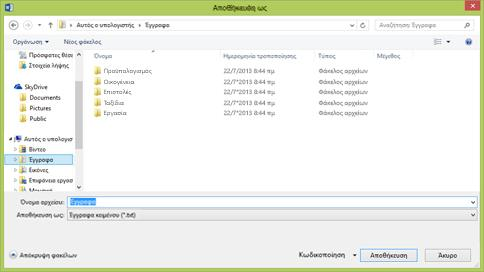 Αποθήκευση ως
Αυτός ο υπολογιστής
Έγγραφα
Αναζήτηση Έγγραφα
Οργάνωση
Νέος φάκελος
Πρόσφατες θέσε
Στοιχεία λήψης
SkyDrive
Documents
Pictures
Public
Αυτός ο υπολογισ
Βίντεο
Έγγραφα
Εικόνες
Επιφάνεια εργασ
Μουσική
Όνομα Ημερομηνία τροποποίησης Τύπος Μέγεθος
Προϋπολογισμός 22/7/2013 8:44 πμ Φάκελος αρχείων
Οικογένεια 22/7*2013 8:44 πμ Φάκελος αρχείων
Επιστολές 22/7*2013 8:44 πμ Φάκελος αρχείων
Ταξίδια 22/7*2013 8:44 πμ Φάκελος αρχείων
Εργασία 22/7*2013 8:44 πμ Φάκελος αρχείων
Όνομα αρχείου: Έγγραφα
Αποθήκευση ως: Έγγραφα κειμένου (*.txt)
Απόκρυψη φακέλων
Κωδικοποίηση
Αποθήκευση
Άκυρο